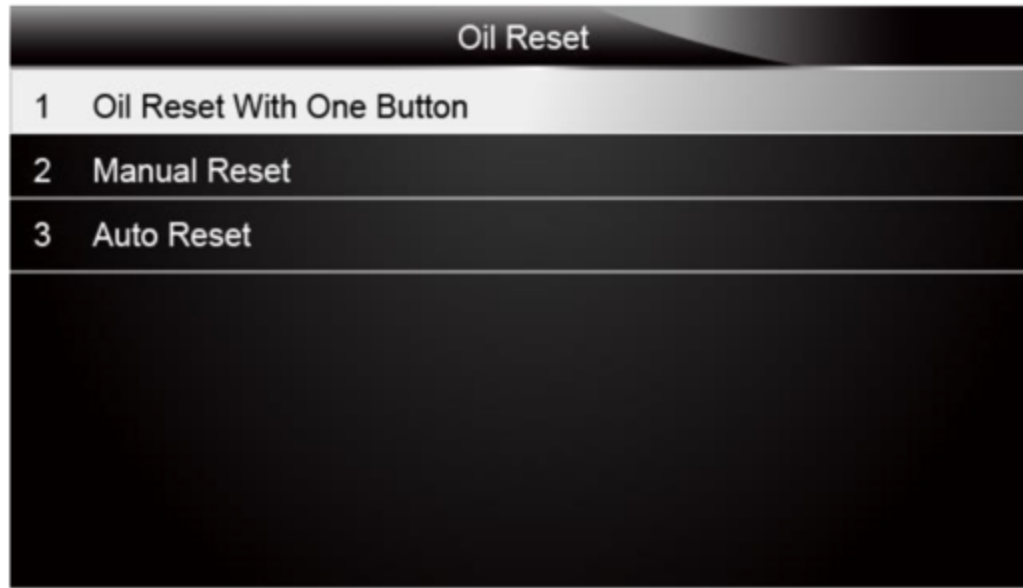 Oil Reset
1 Oil Reset With One Button
2 Manual Reset
3 Auto Reset